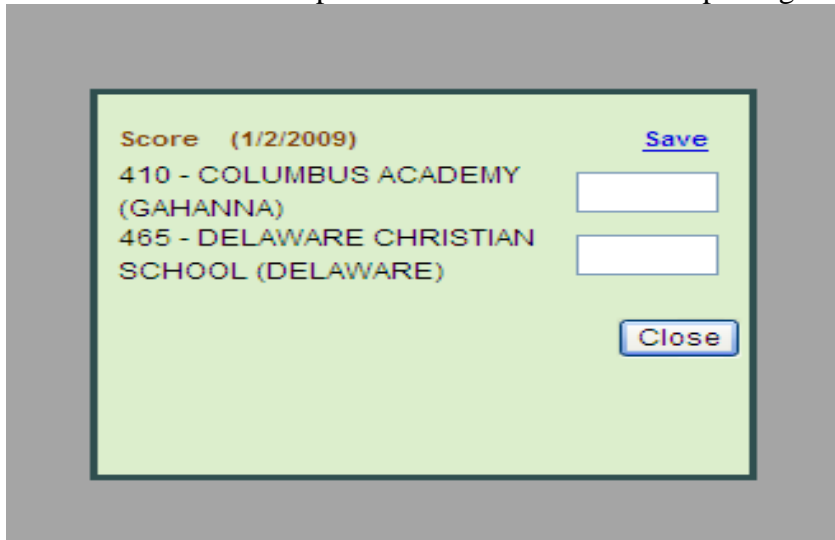 Score (1/2/2009) Save
410 - COLUMBUS ACADEMY
(GAHANNA)
465 - DELAWARE CHRISTIAN
SCHOOL (DELAWARE)
Close